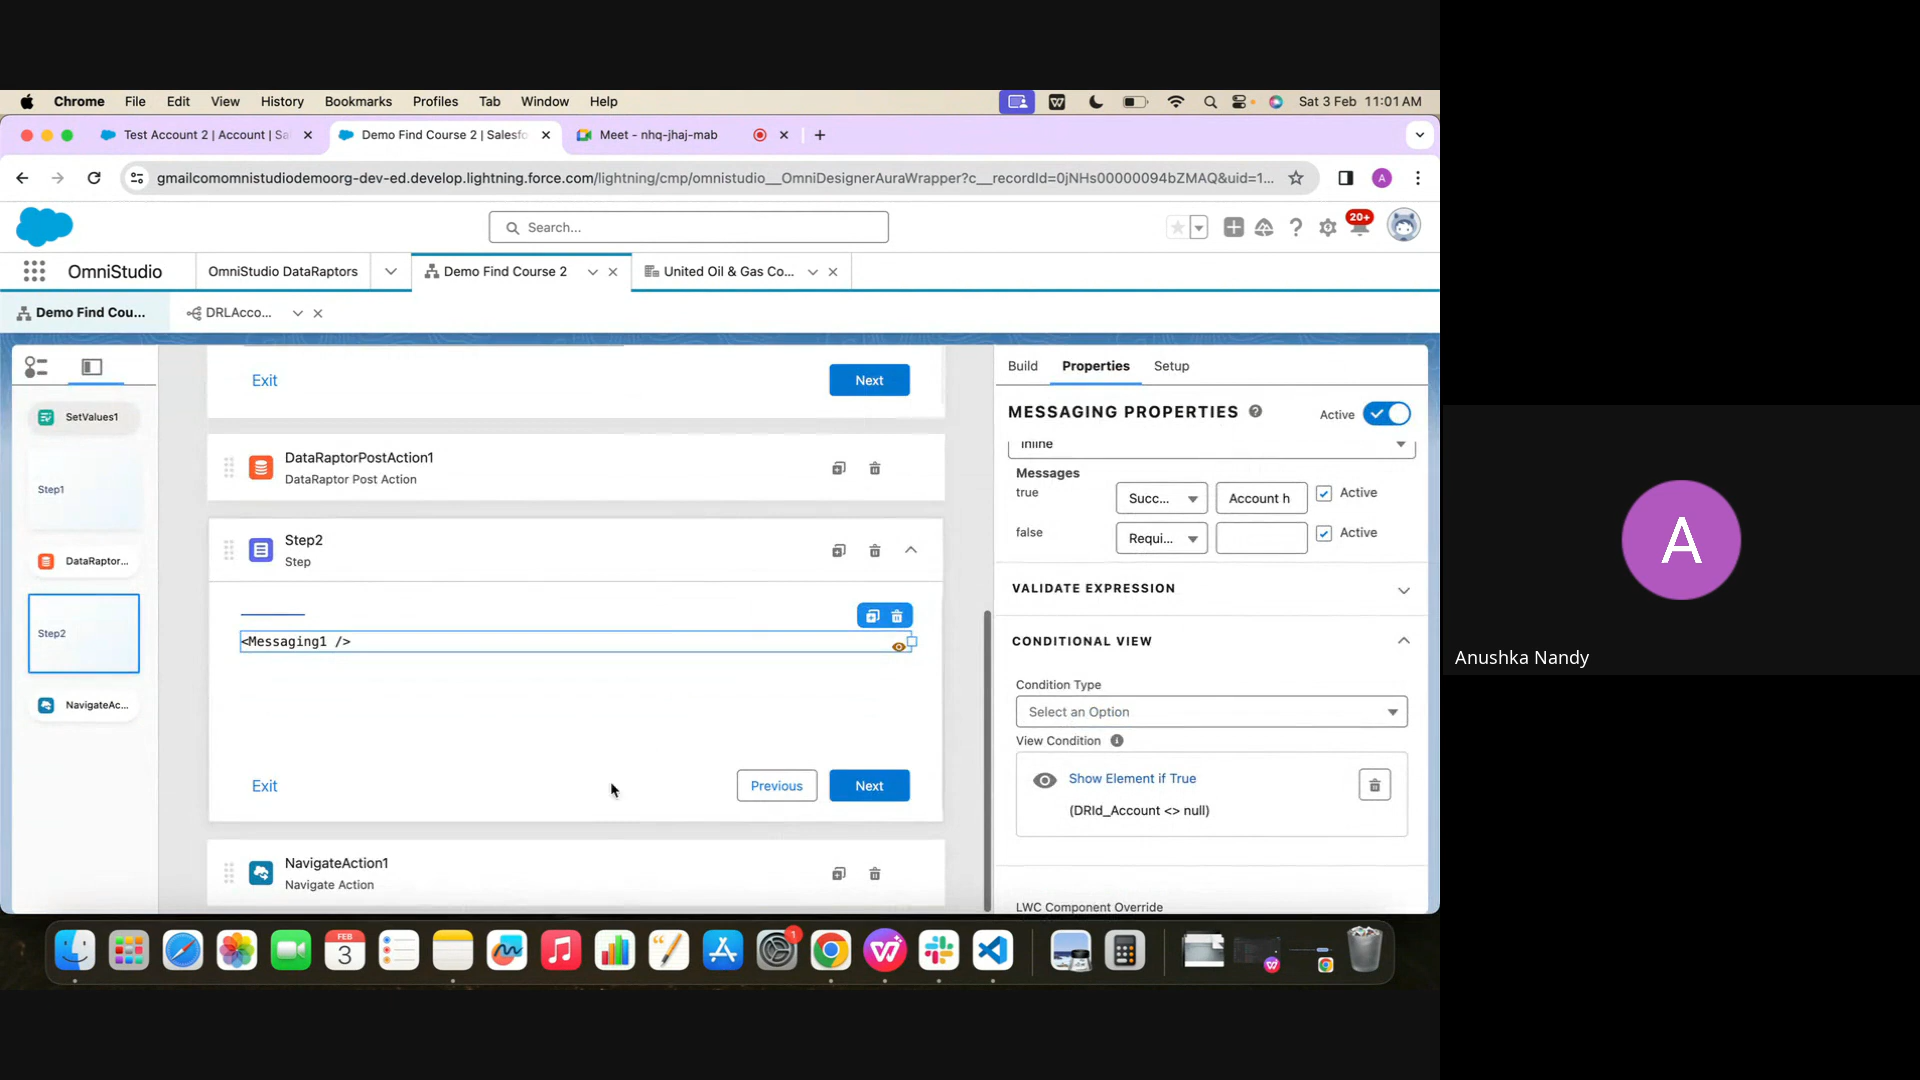 Chrome File Edit View History Bookmarks Profiles Tab Window Help Sat 3 Feb 11:01 AM
Test Account 2 | Account | Sa Demo Find Course 2 | Salesfo Meet - nhq-jhaj-mab
gmailcomomnistudiodemoorg-dev-ed.develop.lightning.force.com/lightning/cmp/omnistudio__OmniDesignerAuraWrapper?c__recordId=0jNHs00000094bZMAQ&uid=1... A
Search... 20+
OmniStudio OmniStudio DataRaptors Demo Find Course 2 United Oil & Gas Co...
Demo Find Cou... DRLAcco...
SetValues1
Step1
DataRaptor...
Step2
NavigateAc...
Exit Next
DataRaptorPostAction1
DataRaptor Post Action
Step2
Step
<Messaging1 />
Exit Previous Next
NavigateAction1
Navigate Action
Build Properties Setup
MESSAGING PROPERTIES Active
Inline
Messages
true Succ... Account h Active
false Requi... Active
VALIDATE EXPRESSION
CONDITIONAL VIEW
Condition Type
Select an Option
View Condition
Show Element if True
(DRId_Account <> null)
LWC Component Override
FEB
3
1
A
Anushka Nandy